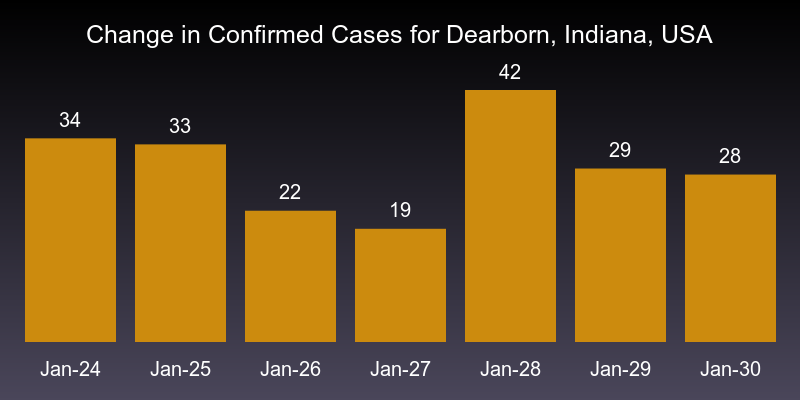 Change in Confirmed Cases for Dearborn, Indiana, USA
34
33
22
19
42
29
28
Jan-24
Jan-25
Jan-26
Jan-27
Jan-28
Jan-29
Jan-30